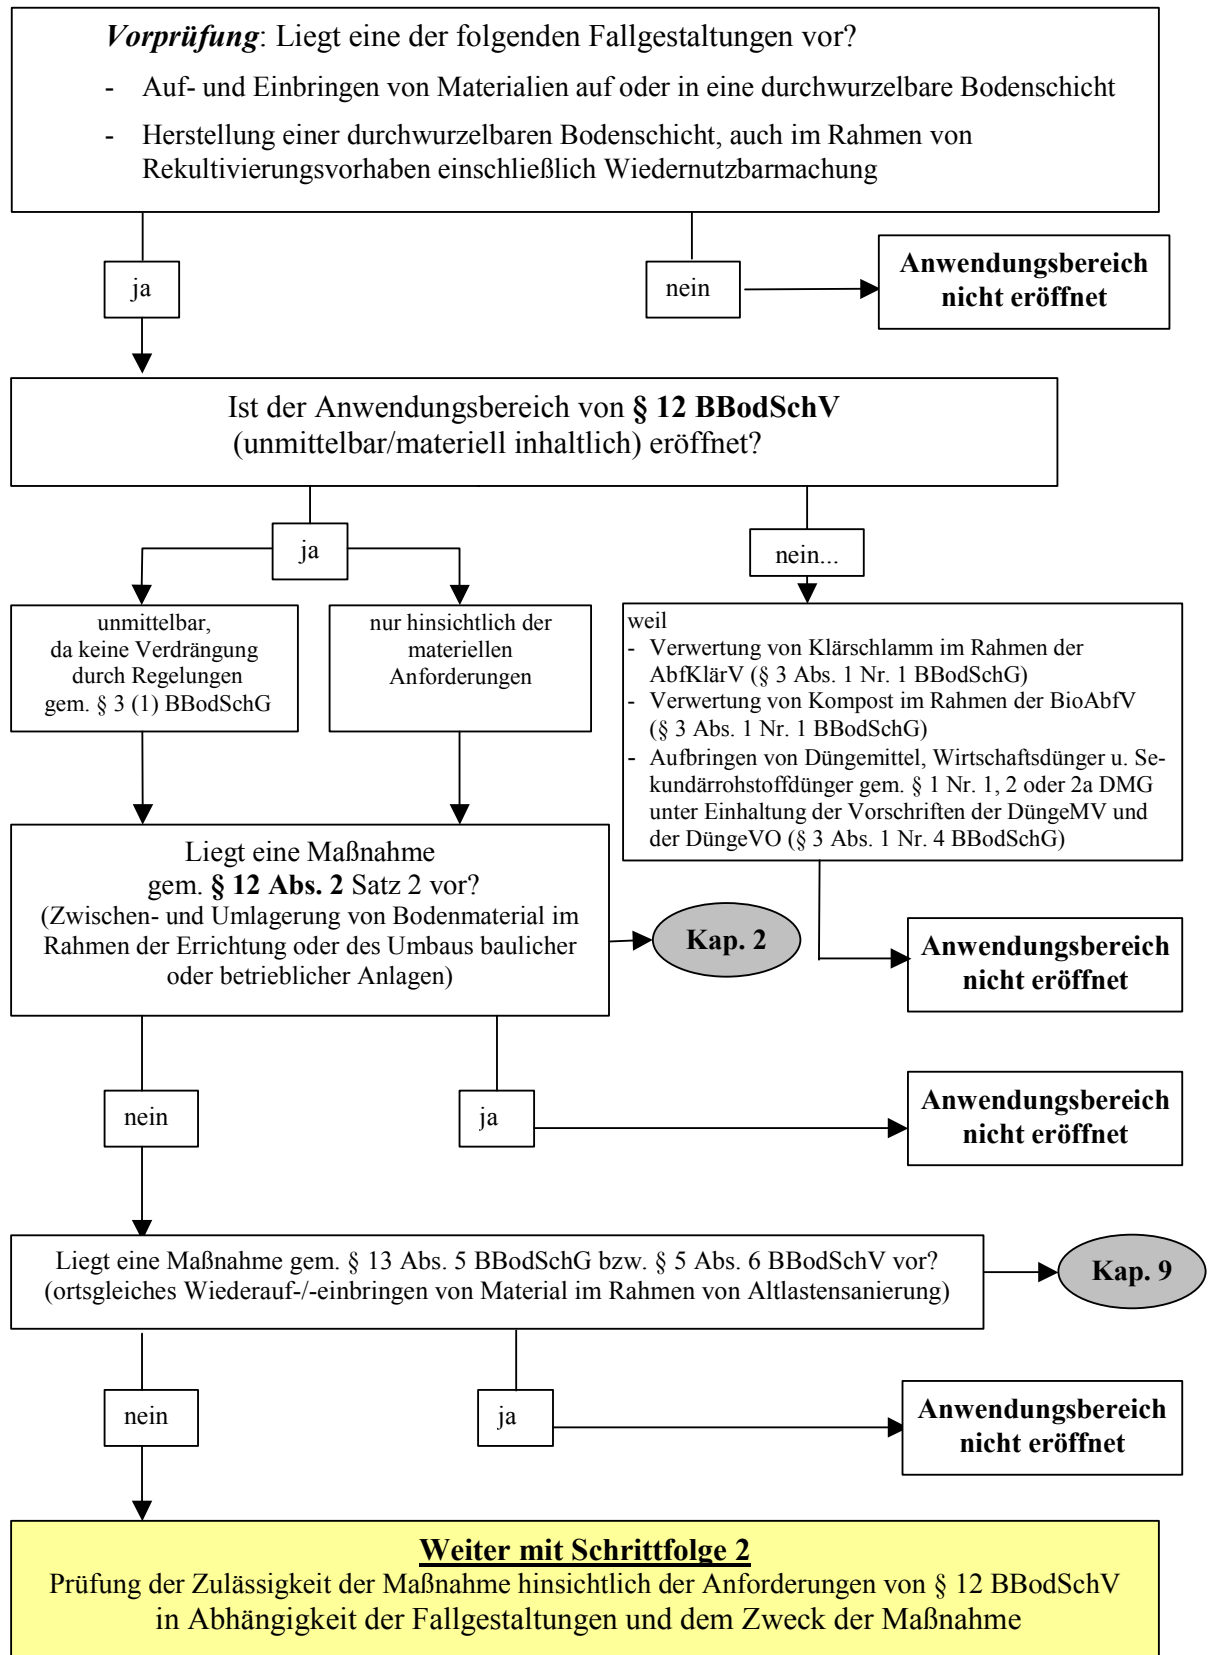 Vorprüfung: Liegt eine der folgenden Fallgestaltungen vor?
- Auf- und Einbringen von Materialien auf oder in eine durchwurzelbare Bodenschicht
- Herstellung einer durchwurzelbaren Bodenschicht, auch im Rahmen von
Rekultivierungsvorhaben einschließlich Wiedernutzbarmachung
ja
nein
Anwendungsbereich
nicht eröffnet
Ist der Anwendungsbereich von § 12 BBodSchV
(unmittelbar/materiell inhaltlich) eröffnet?
ja
nein...
unmittelbar,
da keine Verdrängung
durch Regelungen
gem. § 3 (1) BBodSchG
nur hinsichtlich der
materiellen
Anforderungen
weil
- Verwertung von Klärschlamm im Rahmen der
AbfKlärV (§ 3 Abs. 1 Nr. 1 BBodSchG)
- Verwertung von Kompost im Rahmen der BioAbfV
(§ 3 Abs. 1 Nr. 1 BBodSchG)
- Aufbringen von Düngemittel, Wirtschaftsdünger u. Se-
kundärrohstoffdünger gem. § 1 Nr. 1, 2 oder 2a DMG
unter Einhaltung der Vorschriften der DüngeMV und
der DüngeVO (§ 3 Abs. 1 Nr. 4 BBodSchG)
Liegt eine Maßnahme
gem. § 12 Abs. 2 Satz 2 vor?
(Zwischen- und Umlagerung von Bodenmaterial im
Rahmen der Errichtung oder des Umbaus baulicher
oder betrieblicher Anlagen)
Kap. 2
Anwendungsbereich
nicht eröffnet
nein
ja
Anwendungsbereich
nicht eröffnet
Liegt eine Maßnahme gem. § 13 Abs. 5 BBodSchG bzw. § 5 Abs. 6 BBodSchV vor?
(ortsgleiches Wiederauf-/-einbringen von Material im Rahmen von Altlastensanierung)
Kap. 9
nein
ja
Anwendungsbereich
nicht eröffnet
Weiter mit Schrittfolge 2
Prüfung der Zulässigkeit der Maßnahme hinsichtlich der Anforderungen von § 12 BBodSchV
in Abhängigkeit der Fallgestaltungen und dem Zweck der Maßnahme